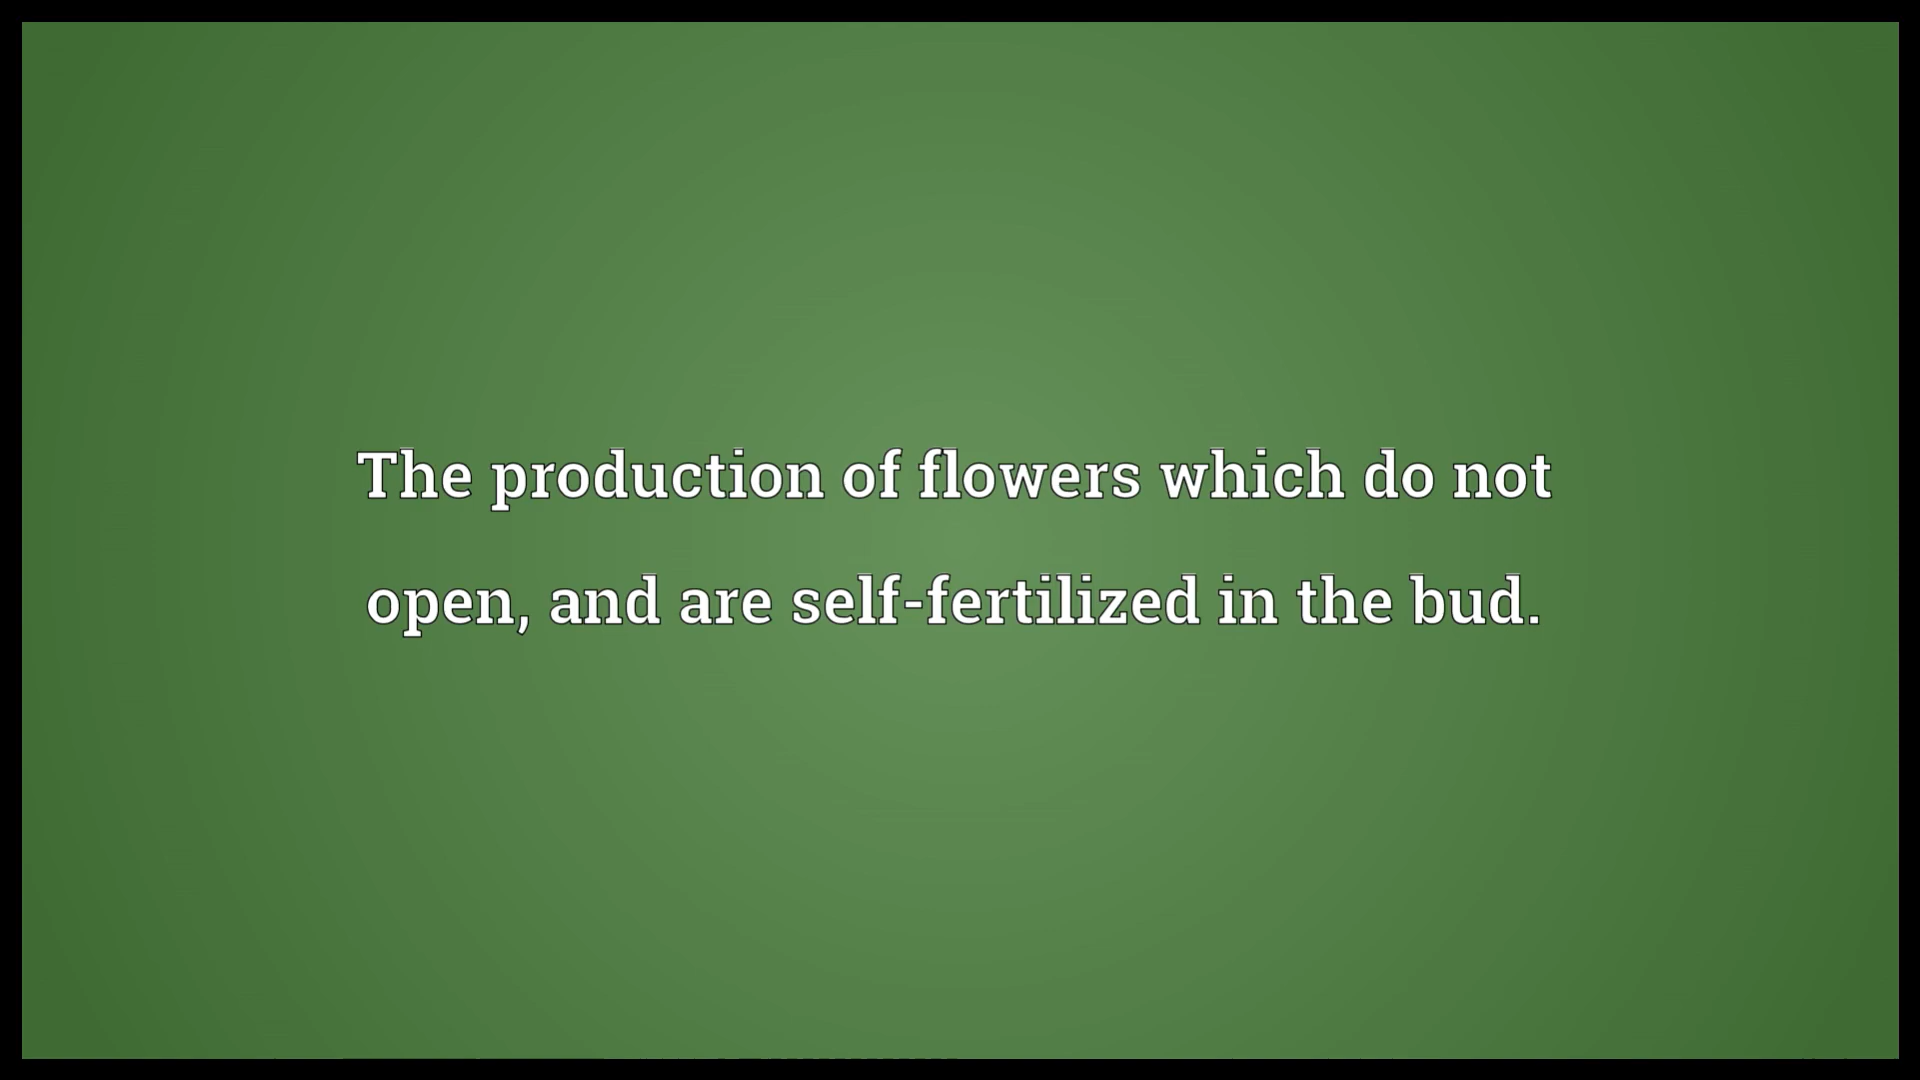 The production of flowers which do not
open, and are self-fertilized in the bud.